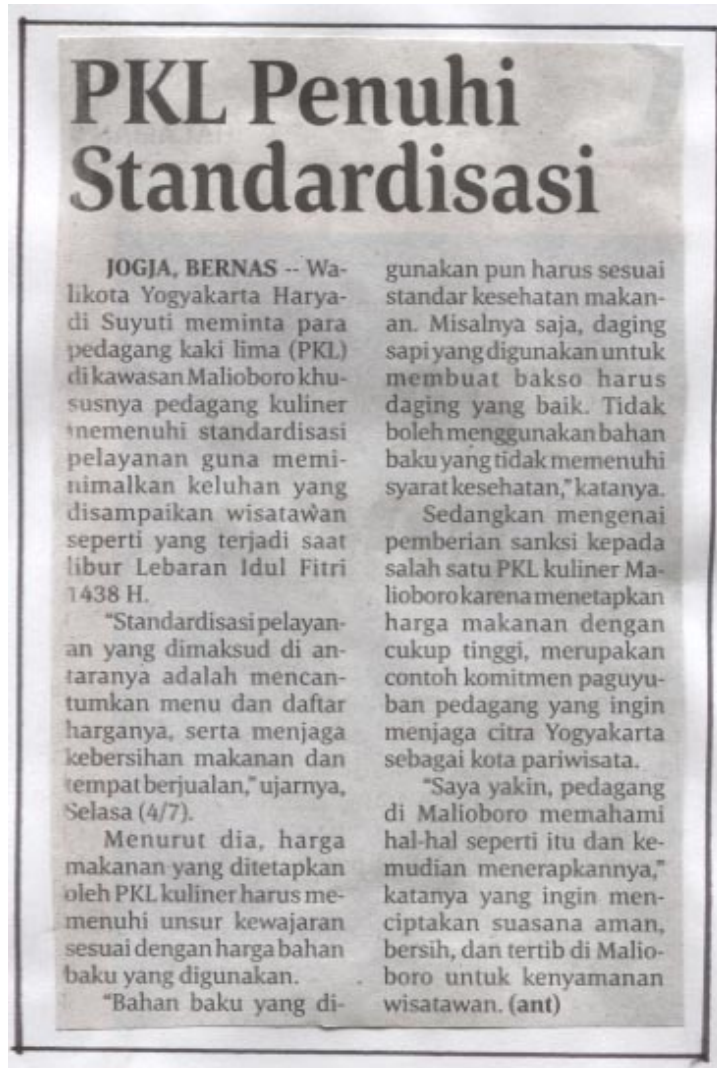 PKL Penuhi
Standardisasi
JOGJA, BERNAS -- Wa-
likota Yogyakarta Harya-
di Suyuti meminta para
pedagang kaki lima (PKL)
di kawasan Malioboro khu-
susnya pedagang kuliner
memenuhi standardisasi
pelayanan guna memi-
nimalkan keluhan yang
disampaikan wisatawan
seperti yang terjadi saat
libur Lebaran Idul Fitri
1438 H.
"Standardisasi pelayan-
an yang dimaksud di an-
taranya adalah mencan-
tumkan menu dan daftar
harganya, serta menjaga
kebersihan makanan dan
tempat berjualan," ujarnya,
Selasa (4/7).
Menurut dia, harga
makanan yang ditetapkan
oleh PKL kuliner harus me-
menuhi unsur kewajaran
sesuai dengan harga bahan
baku yang digunakan.
"Bahan baku yang di-
gunakan pun harus sesuai
standar kesehatan makan-
an. Misalnya saja, daging
sapi yang digunakan untuk
membuat bakso harus
daging yang baik. Tidak
boleh menggunakan bahan
baku yang tidak memenuhi
syarat kesehatan," katanya.
Sedangkan mengenai
pemberian sanksi kepada
salah satu PKL kuliner Ma-
lioboro karena menetapkan
harga makanan dengan
cukup tinggi, merupakan
contoh komitmen paguyu-
ban pedagang yang ingin
menjaga citra Yogyakarta
sebagai kota pariwisata.
"Saya yakin, pedagang
di Malioboro memahami
hal-hal seperti itu dan ke-
mudian menerapkannya,"
katanya yang ingin men-
ciptakan suasana aman,
bersih, dan tertib di Malio-
boro untuk kenyamanan
wisatawan. (ant)